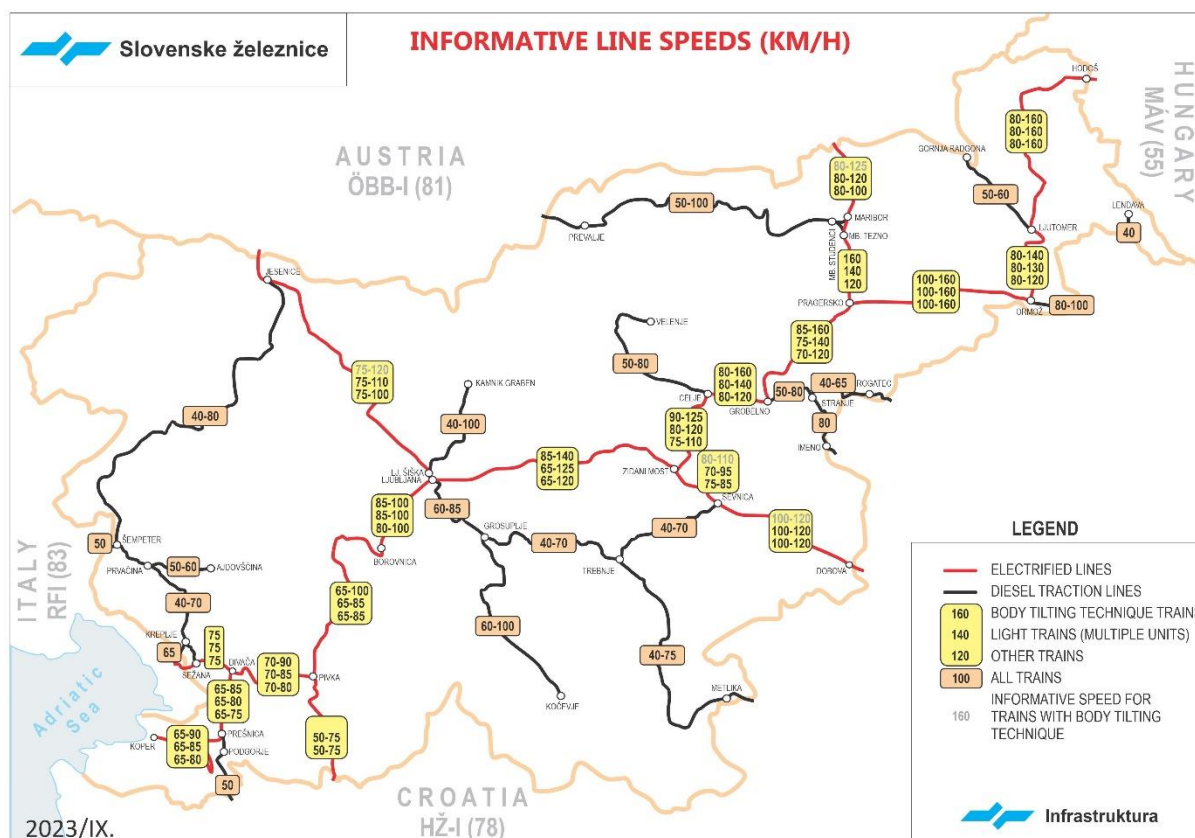 Slovenske železnice
INFORMATIVE LINE SPEEDS (KM/H)
HUNGARY
MÁV (55)
AUSTRIA
ÖBB-I (81)
ITALY
RFI (83)
CROATIA
HŽ-I (78)
Adriatic
Sea
HODOŠ
80-160
80-160
80-160
GORNJA RADGONA
50-60
LJUTOMER
LENDAVA
40
80-140
80-130
80-120
ORMOŽ
80-100
80-125
80-120
80-100
50-100
PREVALJE
MARIBOR
MB. TEZNO
MB. STUDENCI
160
140
120
PRAGERSKO
100-160
100-160
100-160
85-160
75-140
70-120
VELENJE
50-80
CELJE
80-160
80-140
80-120
GROBELNO
50-80
40-65
ROGATEC
STRANJE
80
IMENO
90-125
80-120
75-110
ZIDANI MOST
80-110
70-95
75-85
SEVNICA
100-120
100-120
100-120
DOBOVA
JESENICE
75-120
75-110
75-100
KAMNIK GRABEN
40-100
40-80
LJ. ŠIŠKA
LJUBLJANA
85-140
65-125
65-120
85-100
85-100
80-100
BOROVNICA
60-85
GROSUPLJE
40-70
TREBNJE
40-70
60-100
KOČEVJE
40-75
METLIKA
65-100
65-85
65-85
ŠEMPETER
50
PRVAČINA
50-60
AJDOVŠČINA
40-70
KREPLJE
65
SEŽANA
75
75
75
DIVAČA
70-90
70-85
70-80
PIVKA
65-85
65-80
65-75
PREŠNICA
PODGORJE
50
KOPER
65-90
65-85
65-80
50-75
50-75
LEGEND
ELECTRIFIED LINES
DIESEL TRACTION LINES
160 BODY TILTING TECHNIQUE TRAINS
140 LIGHT TRAINS (MULTIPLE UNITS)
120 OTHER TRAINS
100 ALL TRAINS
160 INFORMATIVE SPEED FOR
TRAINS WITH BODY TILTING
TECHNIQUE
Infrastruktura
2023/IX.